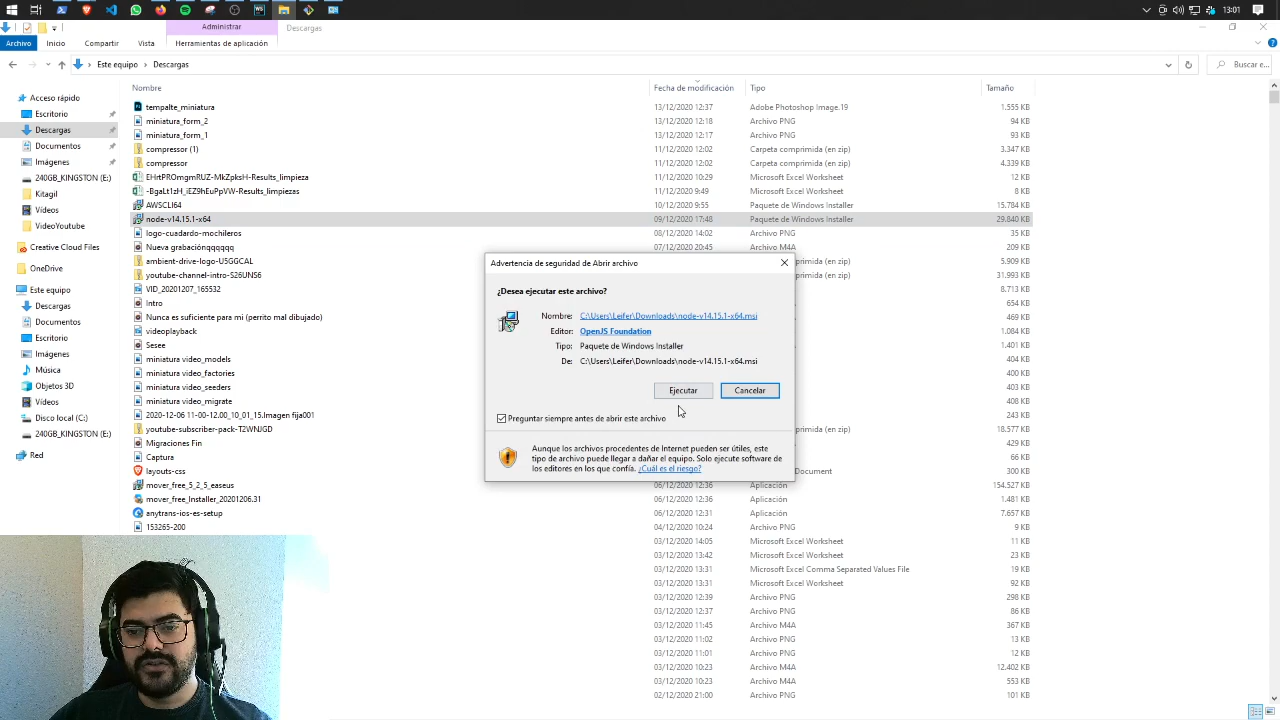 13:01
Administrar
Descargas
Archivo Inicio Compartir Vista Herramientas de aplicación
Este equipo > Descargas
Buscar e...
Nombre Fecha de modificación Tipo Tamaño
Acceso rápido
Escritorio
Descargas
Documentos
Imágenes
240GB_KINGSTON (E:)
Kitagil
Vídeos
VideoYoutube
Creative Cloud Files
OneDrive
Este equipo
Descargas
Documentos
Escritorio
Imágenes
Música
Objetos 3D
Vídeos
Disco local (C:)
240GB_KINGSTON (E:)
Red
tempalte_miniatura 13/12/2020 12:37 Adobe Photoshop Image.19 1.555 KB
miniatura_form_2 13/12/2020 12:18 Archivo PNG 94 KB
miniatura_form_1 13/12/2020 12:17 Archivo PNG 93 KB
compressor (1) 11/12/2020 12:02 Carpeta comprimida (en zip) 3.347 KB
compressor 11/12/2020 12:02 Carpeta comprimida (en zip) 4.339 KB
EHrtPROmgmRUZ-MkZpksH-Results_limpieza 11/12/2020 10:29 Microsoft Excel Worksheet 12 KB
-BgaLt1zH_iEZ9hEuPpVW-Results_limpiezas 11/12/2020 9:49 Microsoft Excel Worksheet 8 KB
AWSCLI64 10/12/2020 9:55 Paquete de Windows Installer 15.784 KB
node-v14.15.1-x64 09/12/2020 17:48 Paquete de Windows Installer 29.840 KB
logo-cuadardo-mochileros 08/12/2020 14:02 Archivo PNG 35 KB
Nueva grabaciónqqqqqq 07/12/2020 20:45 Archivo M4A 209 KB
ambient-drive-logo-U5GGCAL mprimida (en zip) 5.909 KB
youtube-channel-intro-S26UNS6 mprimida (en zip) 31.993 KB
VID_20201207_165532 8.713 KB
Intro 654 KB
Nunca es suficiente para mi (perrito mal dibujado) 469 KB
videoplayback 1.084 KB
Sesee 1.401 KB
miniatura video_models 404 KB
miniatura video_factories 400 KB
miniatura video_seeders 403 KB
miniatura video_migrate 408 KB
2020-12-06 11-00-12.00_10_01_15.Imagen fija001 243 KB
youtube-subscriber-pack-T2WNJGD mprimida (en zip) 18.577 KB
Migraciones Fin 429 KB
Captura 66 KB
layouts-css Document 300 KB
mover_free_5_2_5_easeus 06/12/2020 12:36 Aplicación 154.527 KB
mover_free_Installer_20201206.31 06/12/2020 12:36 Aplicación 1.481 KB
anytrans-ios-es-setup 06/12/2020 12:31 Aplicación 7.657 KB
153265-200 04/12/2020 10:24 Archivo PNG 9 KB
03/12/2020 14:05 Microsoft Excel Worksheet 11 KB
03/12/2020 13:42 Microsoft Excel Worksheet 23 KB
03/12/2020 13:31 Microsoft Excel Comma Separated Values File 19 KB
03/12/2020 13:31 Microsoft Excel Worksheet 92 KB
03/12/2020 12:39 Archivo PNG 298 KB
03/12/2020 12:37 Archivo PNG 86 KB
03/12/2020 11:45 Archivo M4A 367 KB
03/12/2020 11:02 Archivo PNG 13 KB
03/12/2020 11:01 Archivo PNG 12 KB
03/12/2020 10:23 Archivo M4A 12.402 KB
03/12/2020 10:23 Archivo M4A 553 KB
02/12/2020 21:00 Archivo PNG 101 KB
Advertencia de seguridad de Abrir archivo
¿Desea ejecutar este archivo?
Nombre: C:\Users\Leifer\Downloads\node-v14.15.1-x64.msi
Editor: OpenJS Foundation
Tipo: Paquete de Windows Installer
De: C:\Users\Leifer\Downloads\node-v14.15.1-x64.msi
Ejecutar Cancelar
Preguntar siempre antes de abrir este archivo
Aunque los archivos procedentes de Internet pueden ser útiles, este
tipo de archivo puede llegar a dañar el equipo. Solo ejecute software de
los editores en los que confía. ¿Cuál es el riesgo?